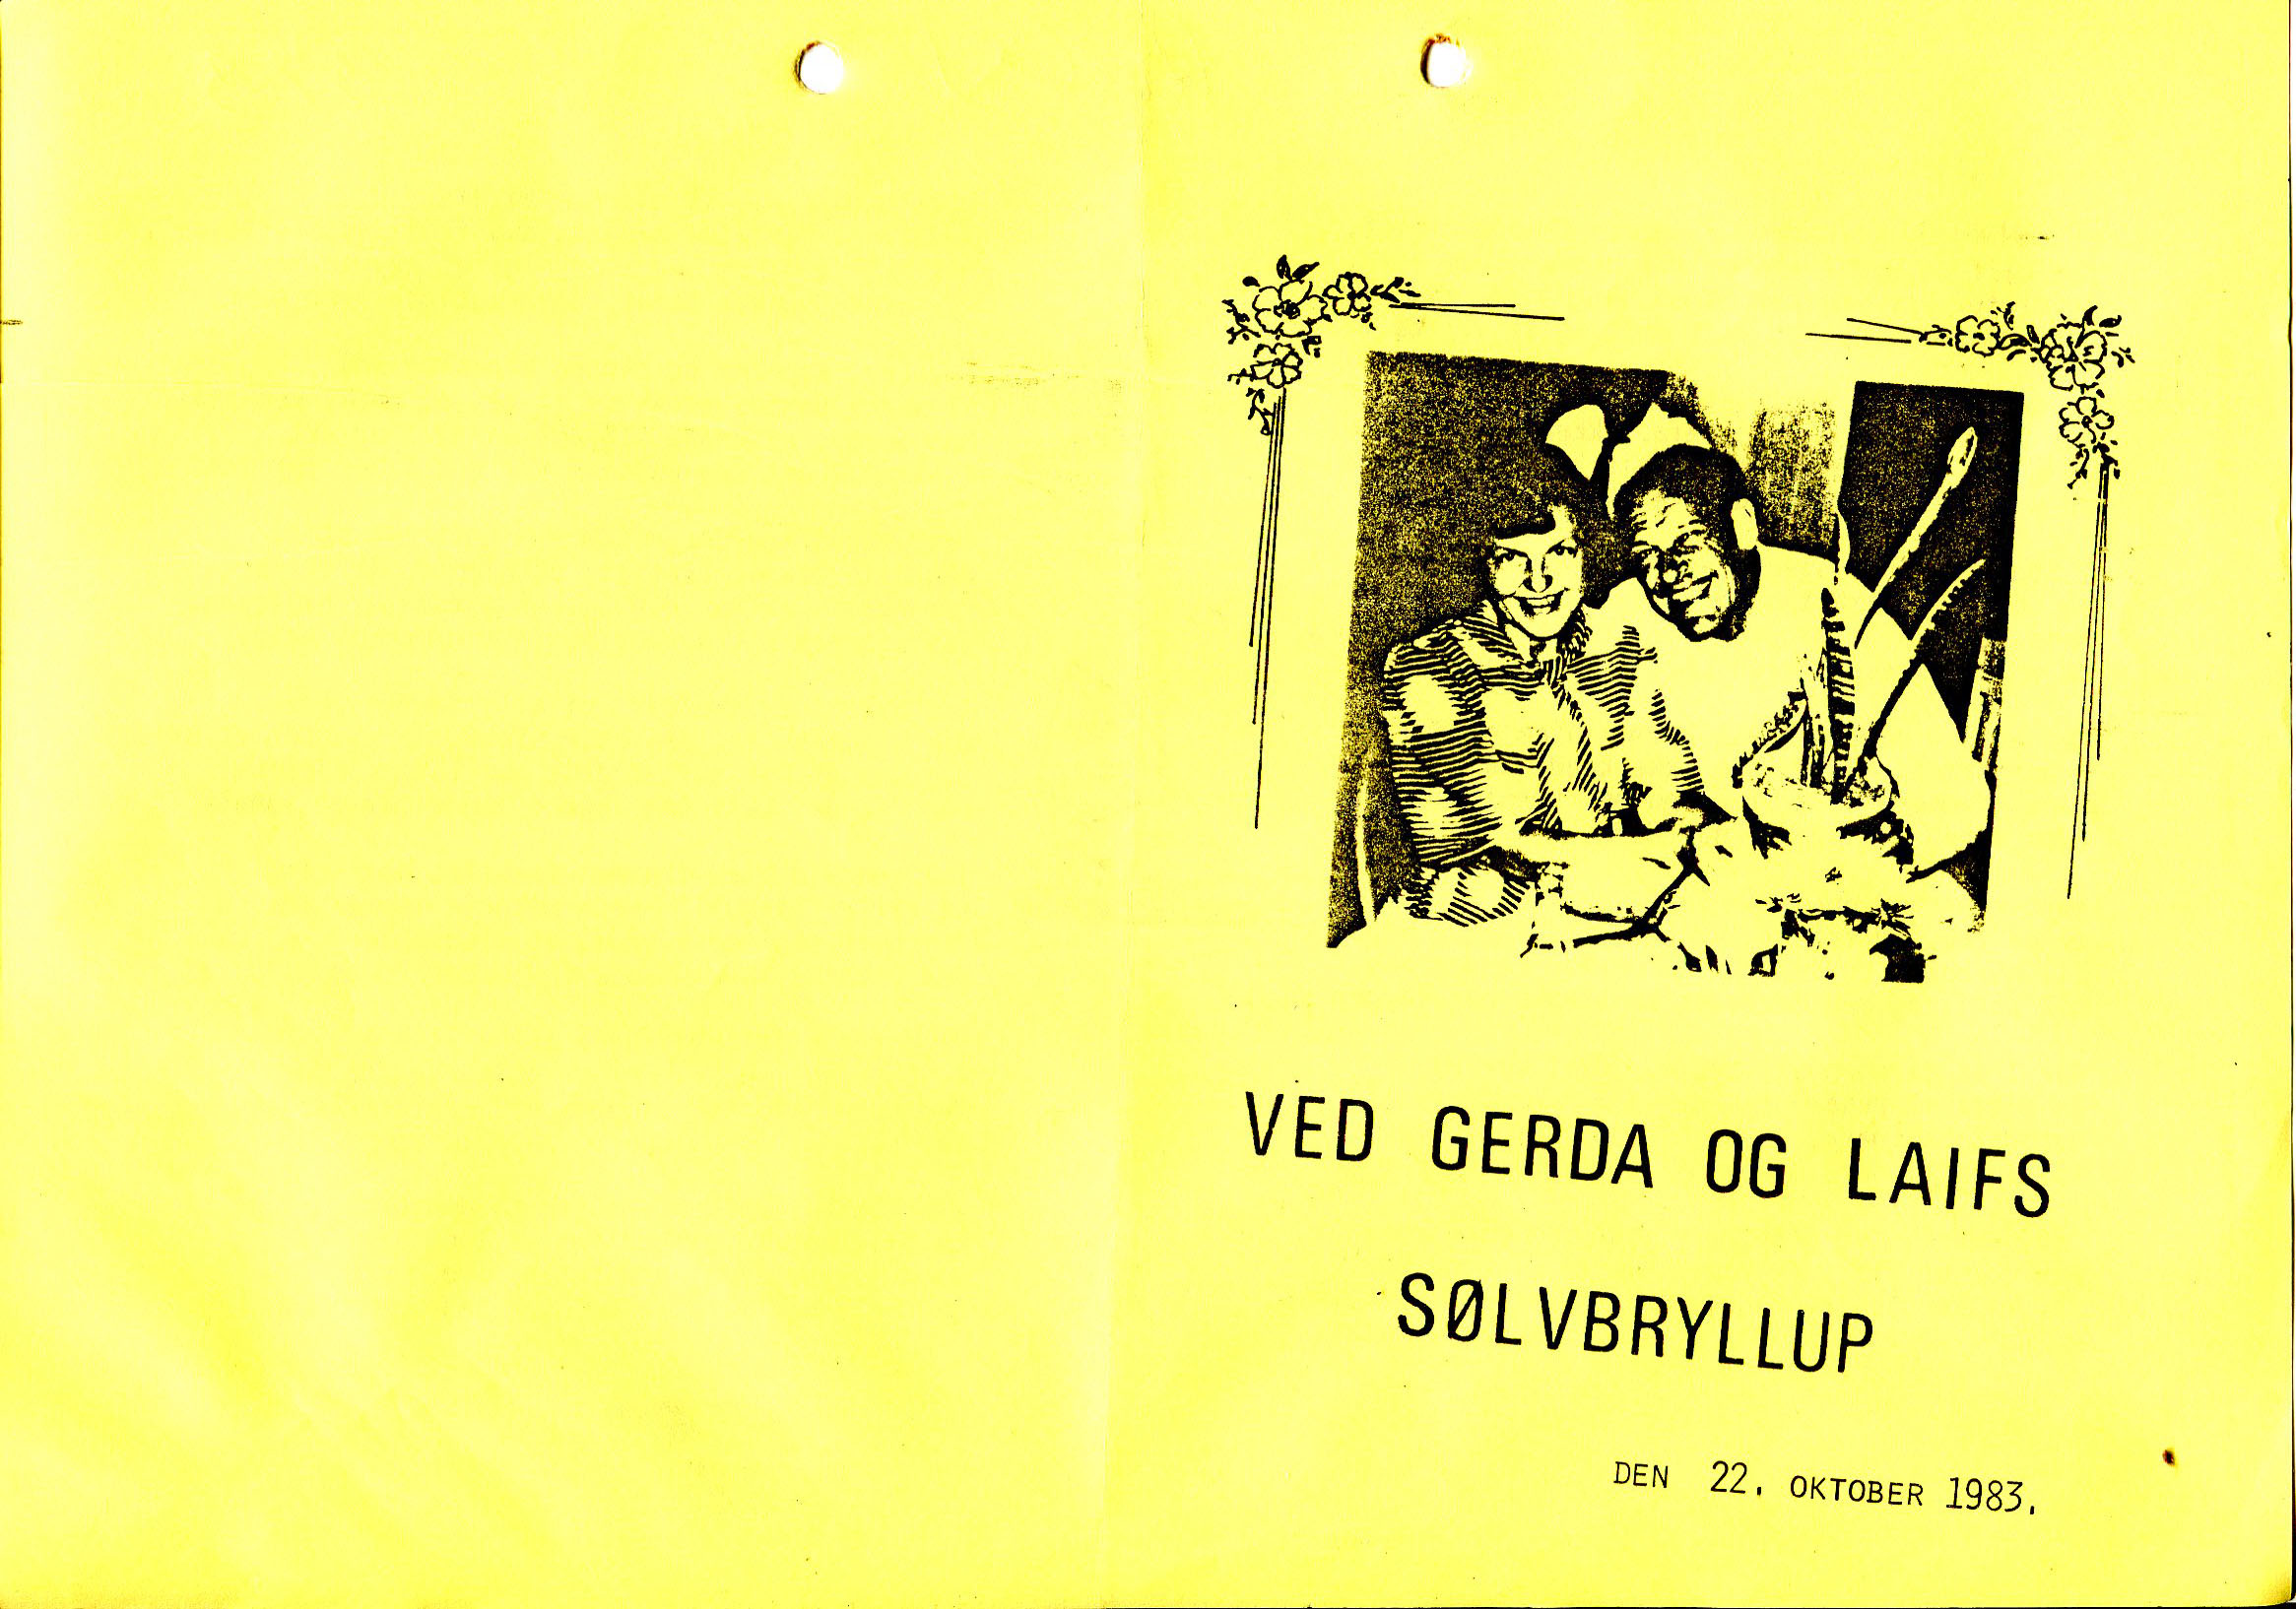 VED GERDA OG LAIFS
SØLVBRYLLUP
DEN 22. OKTOBER 1983.